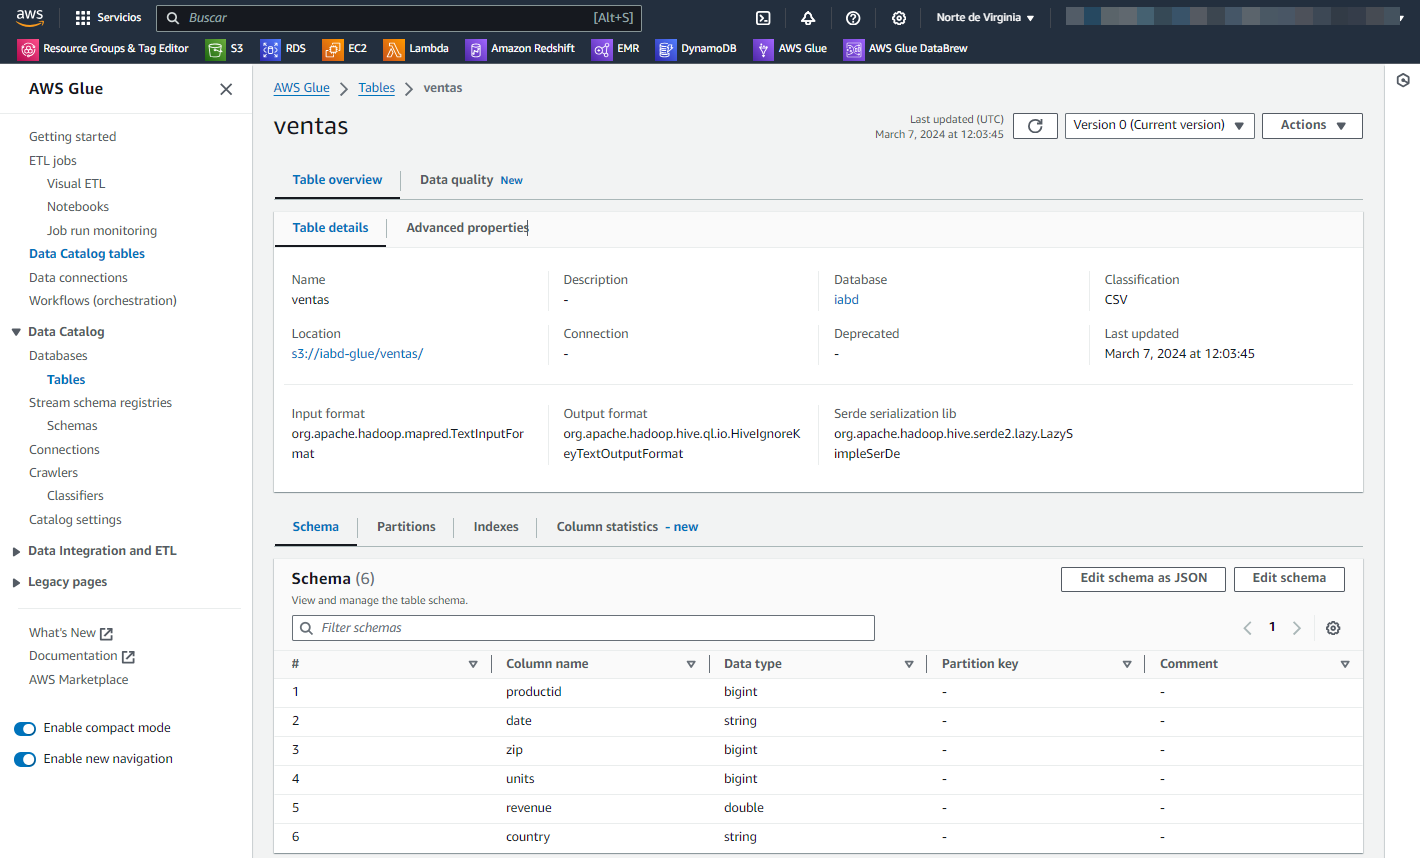 aws
Servicios
Buscar
[Alt+S]
Norte de Virginia
Resource Groups & Tag Editor
S3
RDS
EC2
Lambda
Amazon Redshift
EMR
DynamoDB
AWS Glue
AWS Glue DataBrew
AWS Glue
Getting started
ETL jobs
Visual ETL
Notebooks
Job run monitoring
Data Catalog tables
Data connections
Workflows (orchestration)
Data Catalog
Databases
Tables
Stream schema registries
Schemas
Connections
Crawlers
Classifiers
Catalog settings
Data Integration and ETL
Legacy pages
What's New
Documentation
AWS Marketplace
Enable compact mode
Enable new navigation
AWS Glue > Tables > ventas
ventas
Last updated (UTC)
March 7, 2024 at 12:03:45
Version 0 (Current version)
Actions
Table overview
Data quality New
Table details
Advanced properties
Name
ventas
Description
-
Database
iabd
Classification
CSV
Location
s3://iabd-glue/ventas/
Connection
-
Deprecated
-
Last updated
March 7, 2024 at 12:03:45
Input format
org.apache.hadoop.mapred.TextInputFor
mat
Output format
org.apache.hadoop.hive.ql.io.HiveIgnoreK
eyTextOutputFormat
Serde serialization lib
org.apache.hadoop.hive.serde2.lazy.LazyS
impleSerDe
Schema
Partitions
Indexes
Column statistics - new
Schema (6)
View and manage the table schema.
Edit schema as JSON
Edit schema
Filter schemas
1
# Column name Data type Partition key Comment
1 productid bigint - -
2 date string - -
3 zip bigint - -
4 units bigint - -
5 revenue double - -
6 country string - -